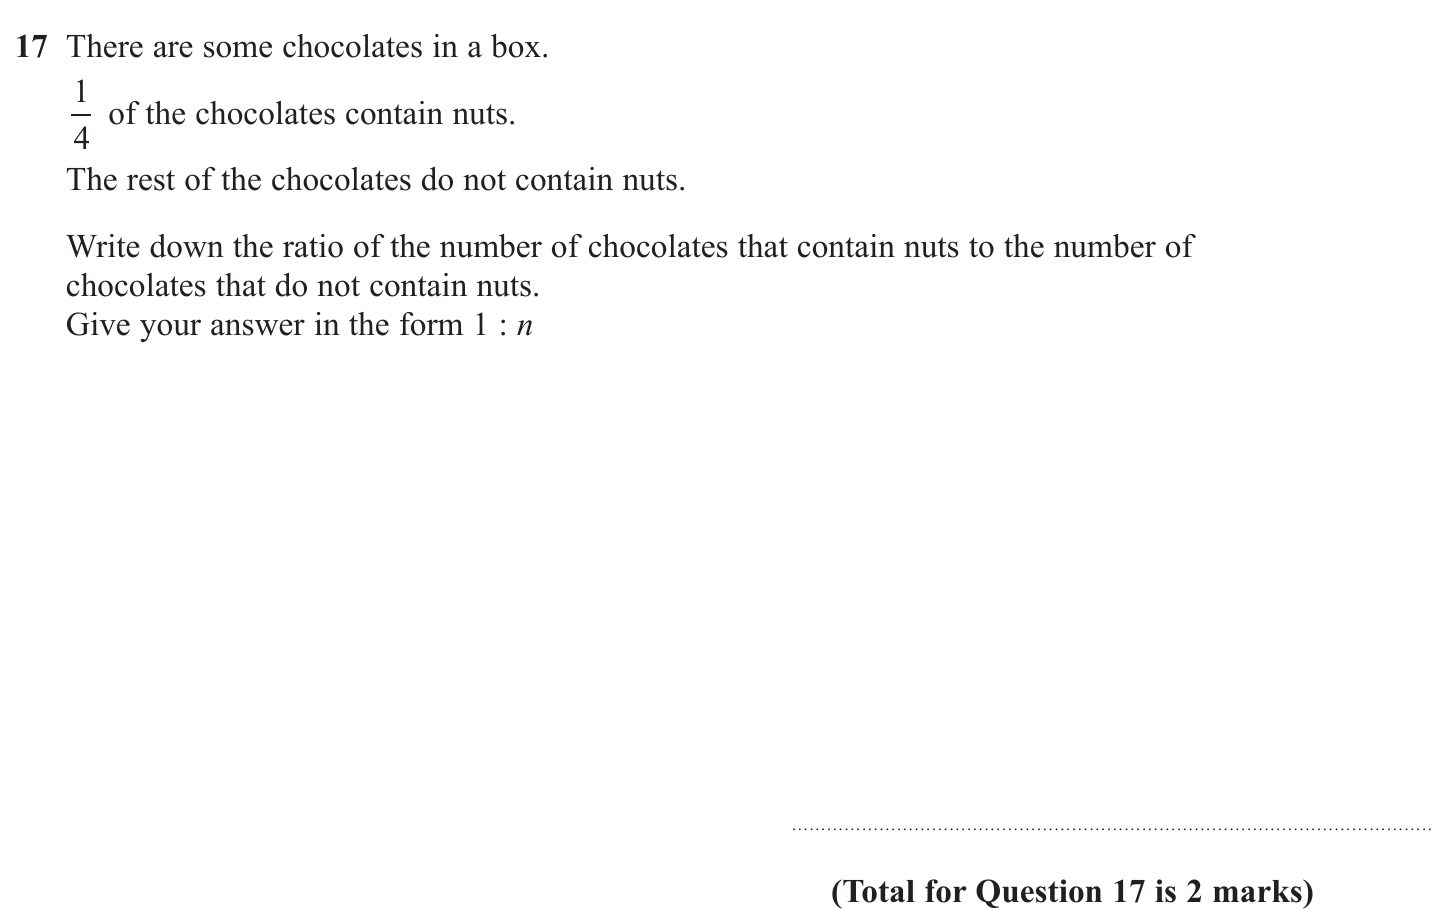 17 There are some chocolates in a box.
1/4 of the chocolates contain nuts.
The rest of the chocolates do not contain nuts.
Write down the ratio of the number of chocolates that contain nuts to the number of
chocolates that do not contain nuts.
Give your answer in the form 1 : n
(Total for Question 17 is 2 marks)